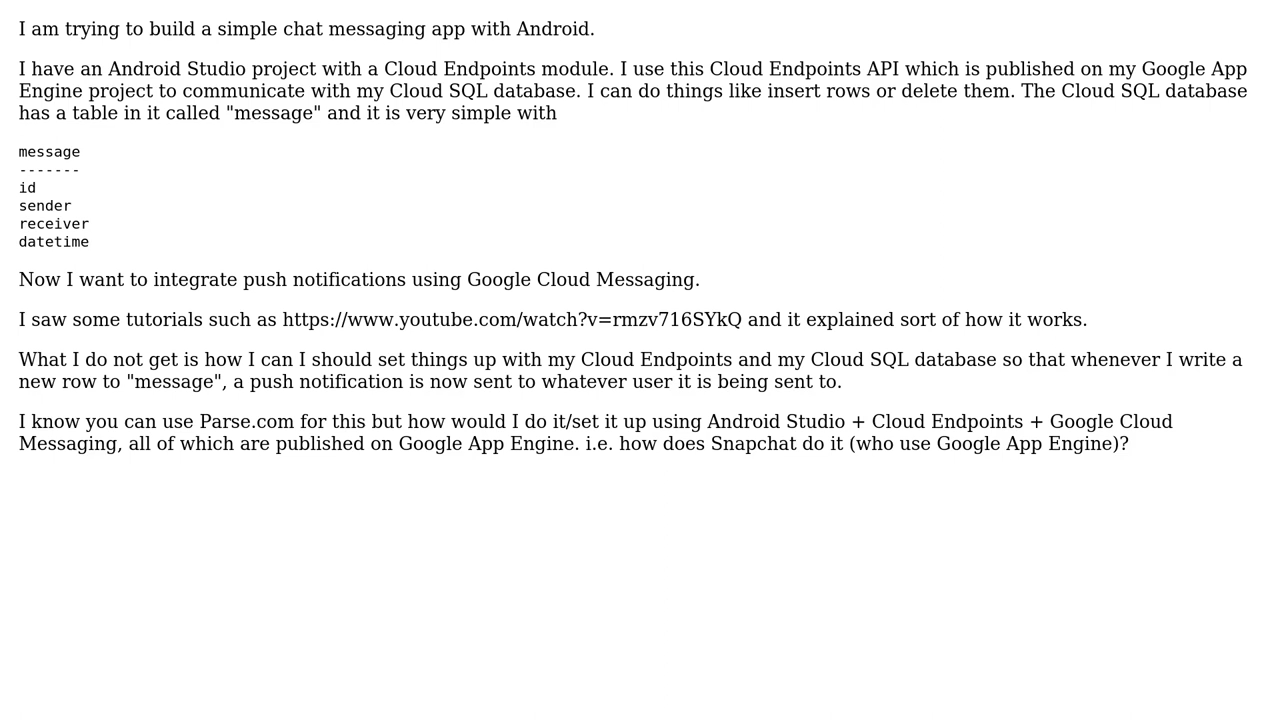 I am trying to build a simple chat messaging app with Android.
I have an Android Studio project with a Cloud Endpoints module. I use this Cloud Endpoints API which is published on my Google App
Engine project to communicate with my Cloud SQL database. I can do things like insert rows or delete them. The Cloud SQL database
has a table in it called "message" and it is very simple with
message
-------
id
sender
receiver
datetime
Now I want to integrate push notifications using Google Cloud Messaging.
I saw some tutorials such as https://www.youtube.com/watch?v=rmzv716SYkQ and it explained sort of how it works.
What I do not get is how I can I should set things up with my Cloud Endpoints and my Cloud SQL database so that whenever I write a
new row to "message", a push notification is now sent to whatever user it is being sent to.
I know you can use Parse.com for this but how would I do it/set it up using Android Studio + Cloud Endpoints + Google Cloud
Messaging, all of which are published on Google App Engine. i.e. how does Snapchat do it (who use Google App Engine)?